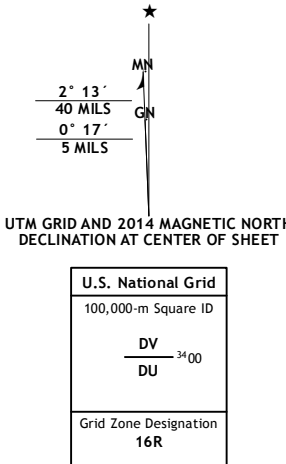 ★
MN
2° 13´
40 MILS
GN
0° 17´
5 MILS
UTM GRID AND 2014 MAGNETIC NORTH
DECLINATION AT CENTER OF SHEET
U.S. National Grid
100,000-m Square ID
DV
³⁴00
DU
Grid Zone Designation
16R